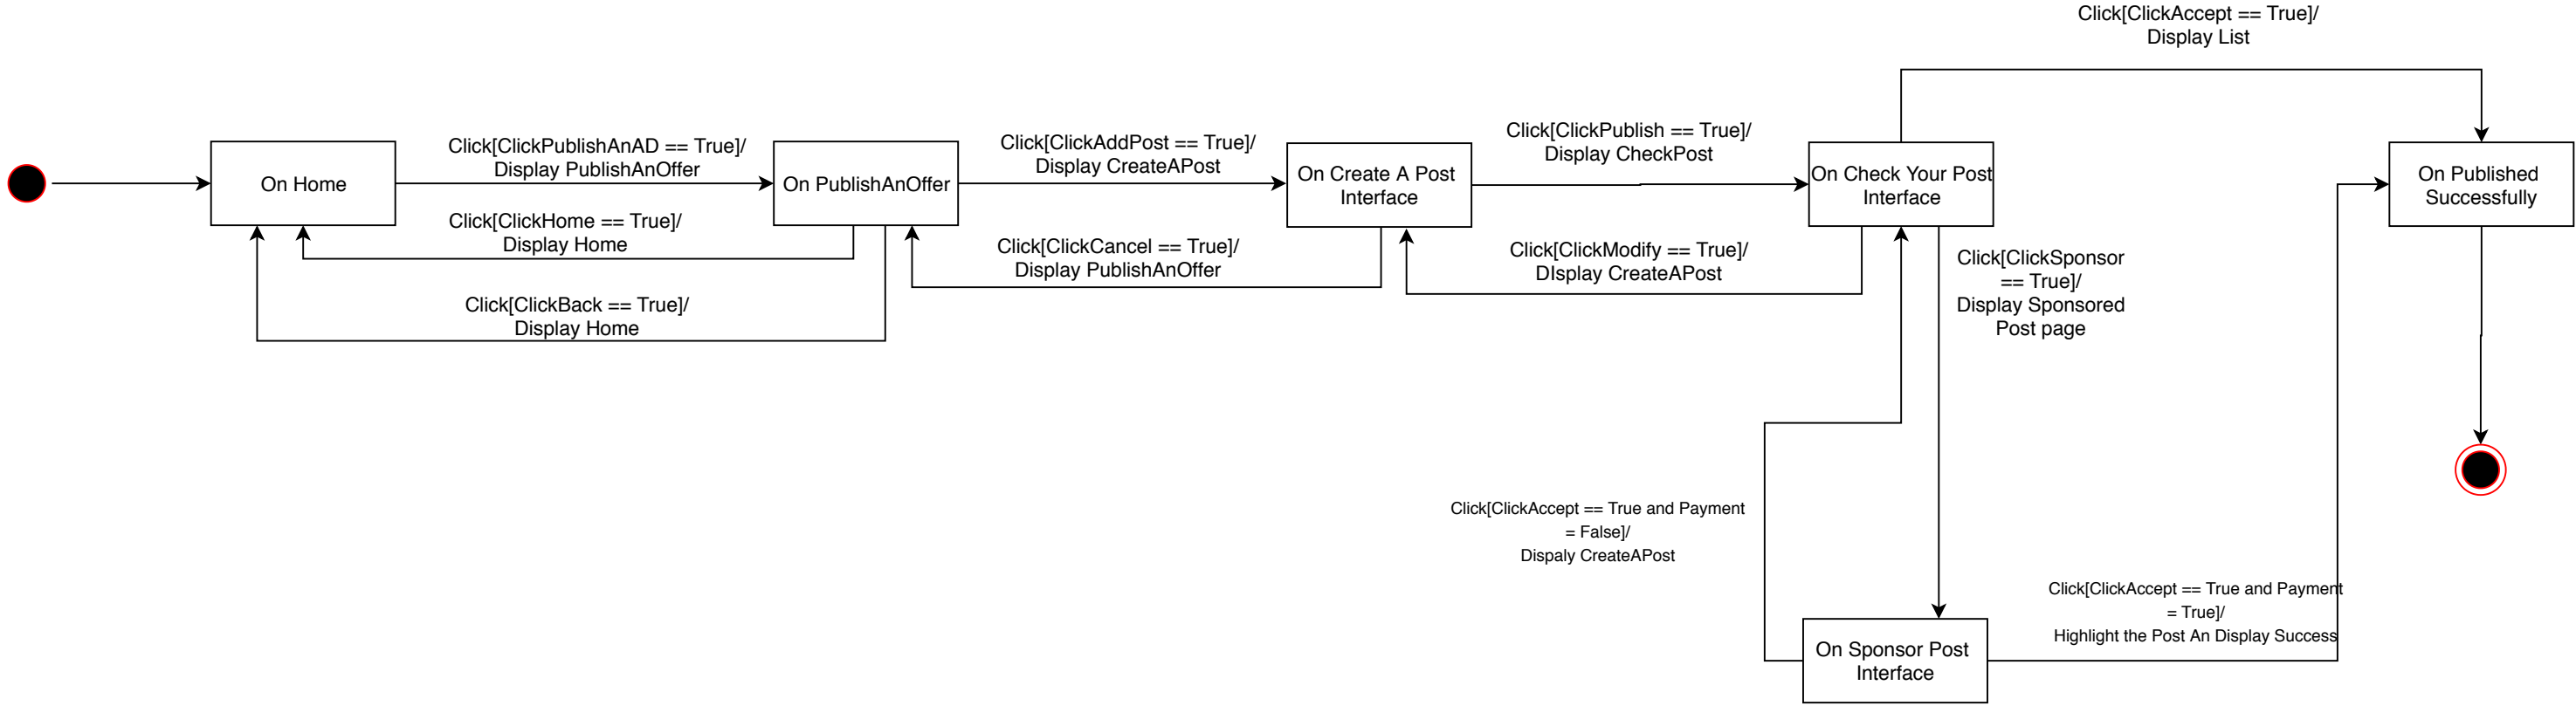 Click[ClickAccept == True]/
Display List
Click[ClickPublishAnAD == True]/
Display PublishAnOffer
Click[ClickAddPost == True]/
Display CreateAPost
Click[ClickPublish == True]/
Display CheckPost
On Home
On PublishAnOffer
On Create A Post
Interface
On Check Your Post
Interface
On Published
Successfully
Click[ClickHome == True]/
Display Home
Click[ClickCancel == True]/
Display PublishAnOffer
Click[ClickModify == True]/
DIsplay CreateAPost
Click[ClickSponsor
== True]/
Display Sponsored
Post page
Click[ClickBack == True]/
Display Home
Click[ClickAccept == True and Payment
= False]/
Dispaly CreateAPost
Click[ClickAccept == True and Payment
= True]/
Highlight the Post An Display Success
On Sponsor Post
Interface